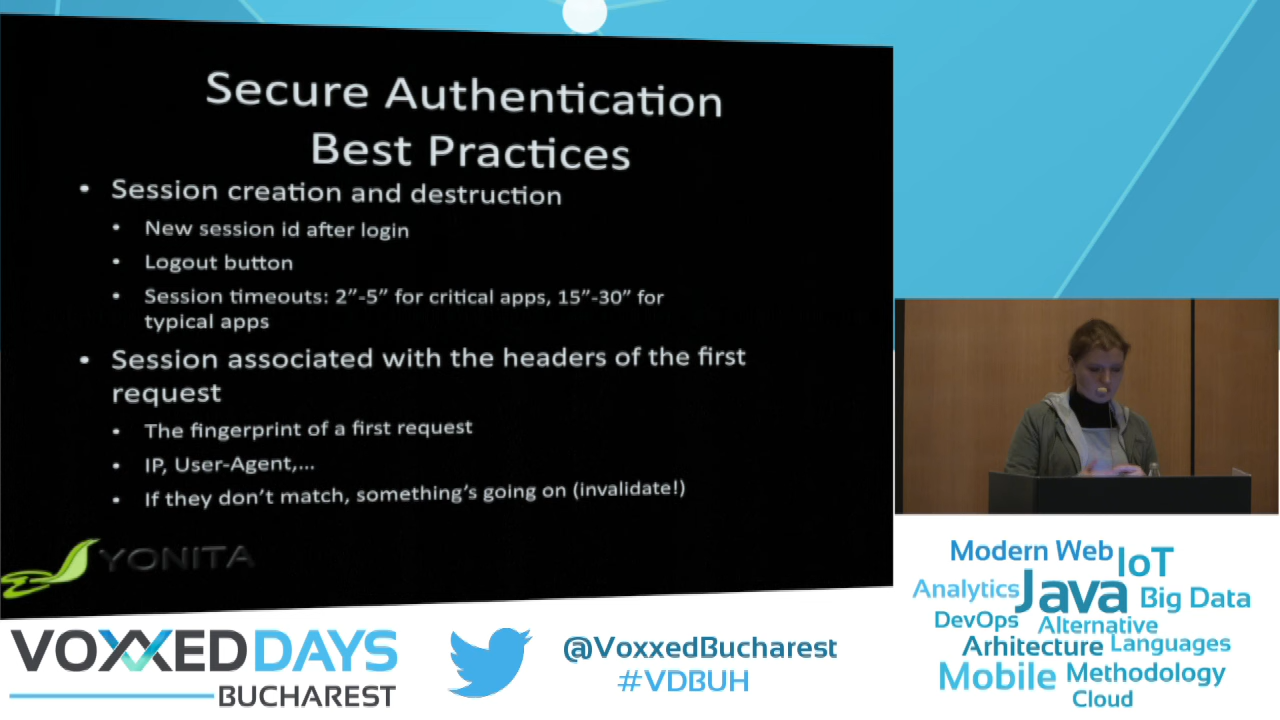 Secure Authentication
Best Practices
• Session creation and destruction
• New session id after login
• Logout button
• Session timeouts: 2”-5” for critical apps, 15”-30” for
typical apps
• Session associated with the headers of the first
request
• The fingerprint of a first request
• IP, User-Agent,...
• If they don’t match, something’s going on (invalidate!)
YONITA
VOXXEDDAYS
BUCHAREST
@VoxxedBucharest
#VDBUH
Modern Web IoT
Analytics Java Big Data
DevOps Alternative
Arhitecture Languages
Mobile Methodology
Cloud